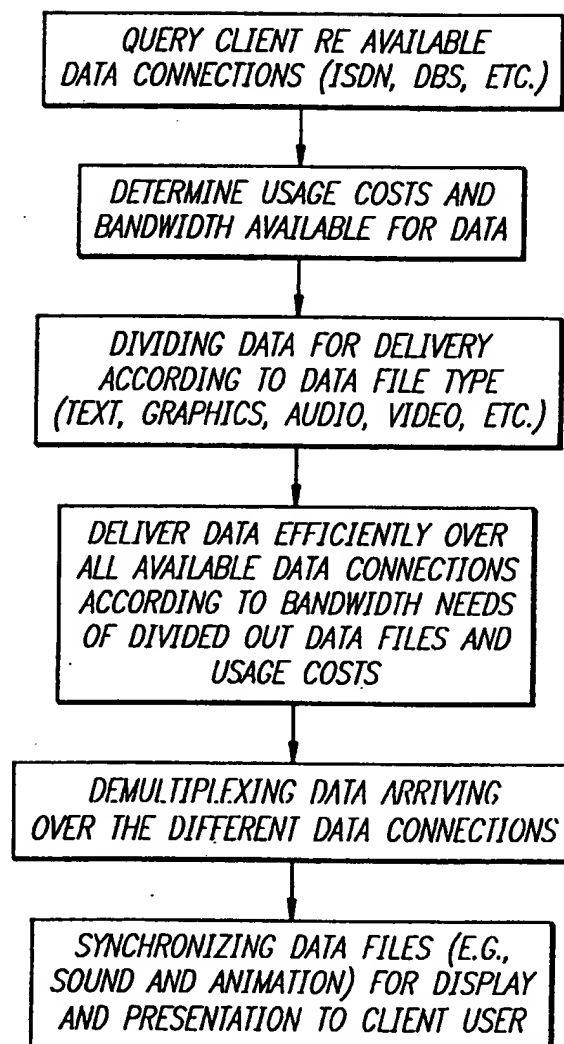 QUERY CLIENT RE AVAILABLE
DATA CONNECTIONS (ISDN, DBS, ETC.)
DETERMINE USAGE COSTS AND
BANDWIDTH AVAILABLE FOR DATA
DIVIDING DATA FOR DELIVERY
ACCORDING TO DATA FILE TYPE
(TEXT, GRAPHICS, AUDIO, VIDEO, ETC.)
DELIVER DATA EFFICIENTLY OVER
ALL AVAILABLE DATA CONNECTIONS
ACCORDING TO BANDWIDTH NEEDS
OF DIVIDED OUT DATA FILES AND
USAGE COSTS
DEMULTIPLEXING DATA ARRIVING
OVER THE DIFFERENT DATA CONNECTIONS
SYNCHRONIZING DATA FILES (E.G.,
SOUND AND ANIMATION) FOR DISPLAY
AND PRESENTATION TO CLIENT USER